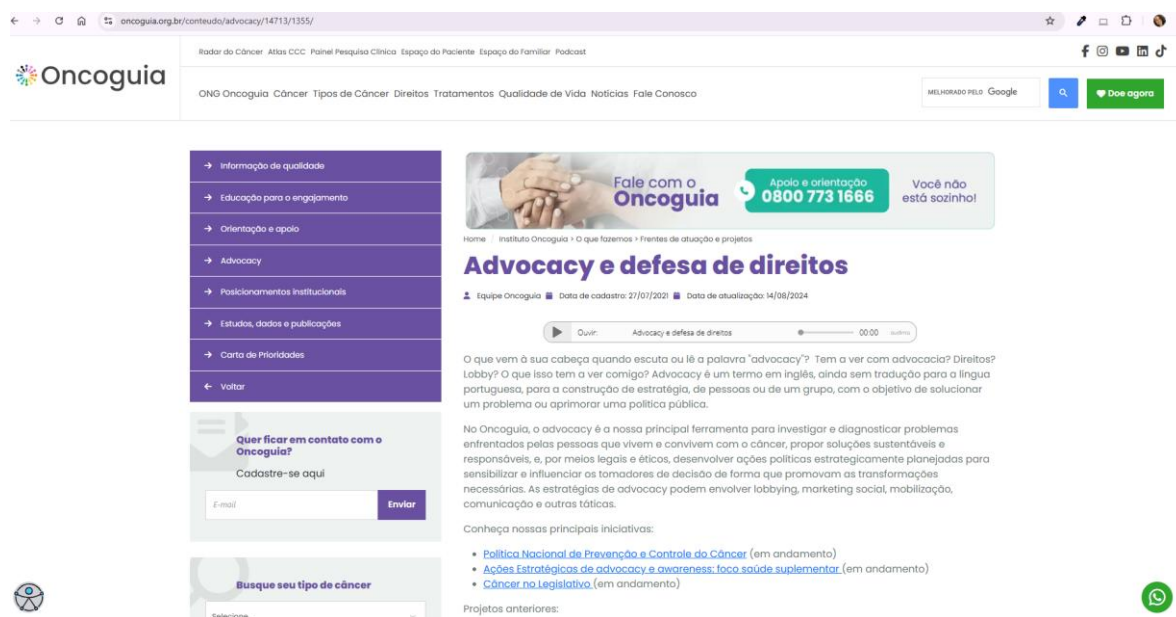 oncoguia.org.br/conteudo/advocacy/14713/1355/
Radar do Câncer Atlas CCC Painel Pesquisa Clínica Espaço do Paciente Espaço do Familiar Podcast
Oncoguia
ONG Oncoguia Câncer Tipos de Câncer Direitos Tratamentos Qualidade de Vida Notícias Fale Conosco
MELHORADO PELO Google
Doe agora
Informação de qualidade
Educação para o engajamento
Orientação e apoio
Advocacy
Posicionamentos institucionais
Estudos, dados e publicações
Carta de Prioridades
Voltar
Quer ficar em contato com o
Oncoguia?
Cadastre-se aqui
E-mail
Enviar
Busque seu tipo de câncer
Selecione
Fale com o
Oncoguia
Apoio e orientação
0800 773 1666
Você não
está sozinho!
Home / Instituto Oncoguia > O que fazemos > Frentes de atuação e projetos
Advocacy e defesa de direitos
Equipe Oncoguia Data de cadastro: 27/07/2021 Data de atualização: 14/08/2024
Ouvir: Advocacy e defesa de direitos 00:00 audima
O que vem à sua cabeça quando escuta ou lê a palavra "advocacy"? Tem a ver com advocacia? Direitos?
Lobby? O que isso tem a ver comigo? Advocacy é um termo em inglês, ainda sem tradução para a língua
portuguesa, para a construção de estratégia, de pessoas ou de um grupo, com o objetivo de solucionar
um problema ou aprimorar uma política pública.
No Oncoguia, o advocacy é a nossa principal ferramenta para investigar e diagnosticar problemas
enfrentados pelas pessoas que vivem e convivem com o câncer, propor soluções sustentáveis e
responsáveis, e, por meios legais e éticos, desenvolver ações políticas estrategicamente planejadas para
sensibilizar e influenciar os tomadores de decisão de forma que promovam as transformações
necessárias. As estratégias de advocacy podem envolver lobbying, marketing social, mobilização,
comunicação e outras táticas.
Conheça nossas principais iniciativas:
Política Nacional de Prevenção e Controle do Câncer (em andamento)
Ações Estratégicas de advocacy e awareness: foco saúde suplementar (em andamento)
Câncer no Legislativo (em andamento)
Projetos anteriores: